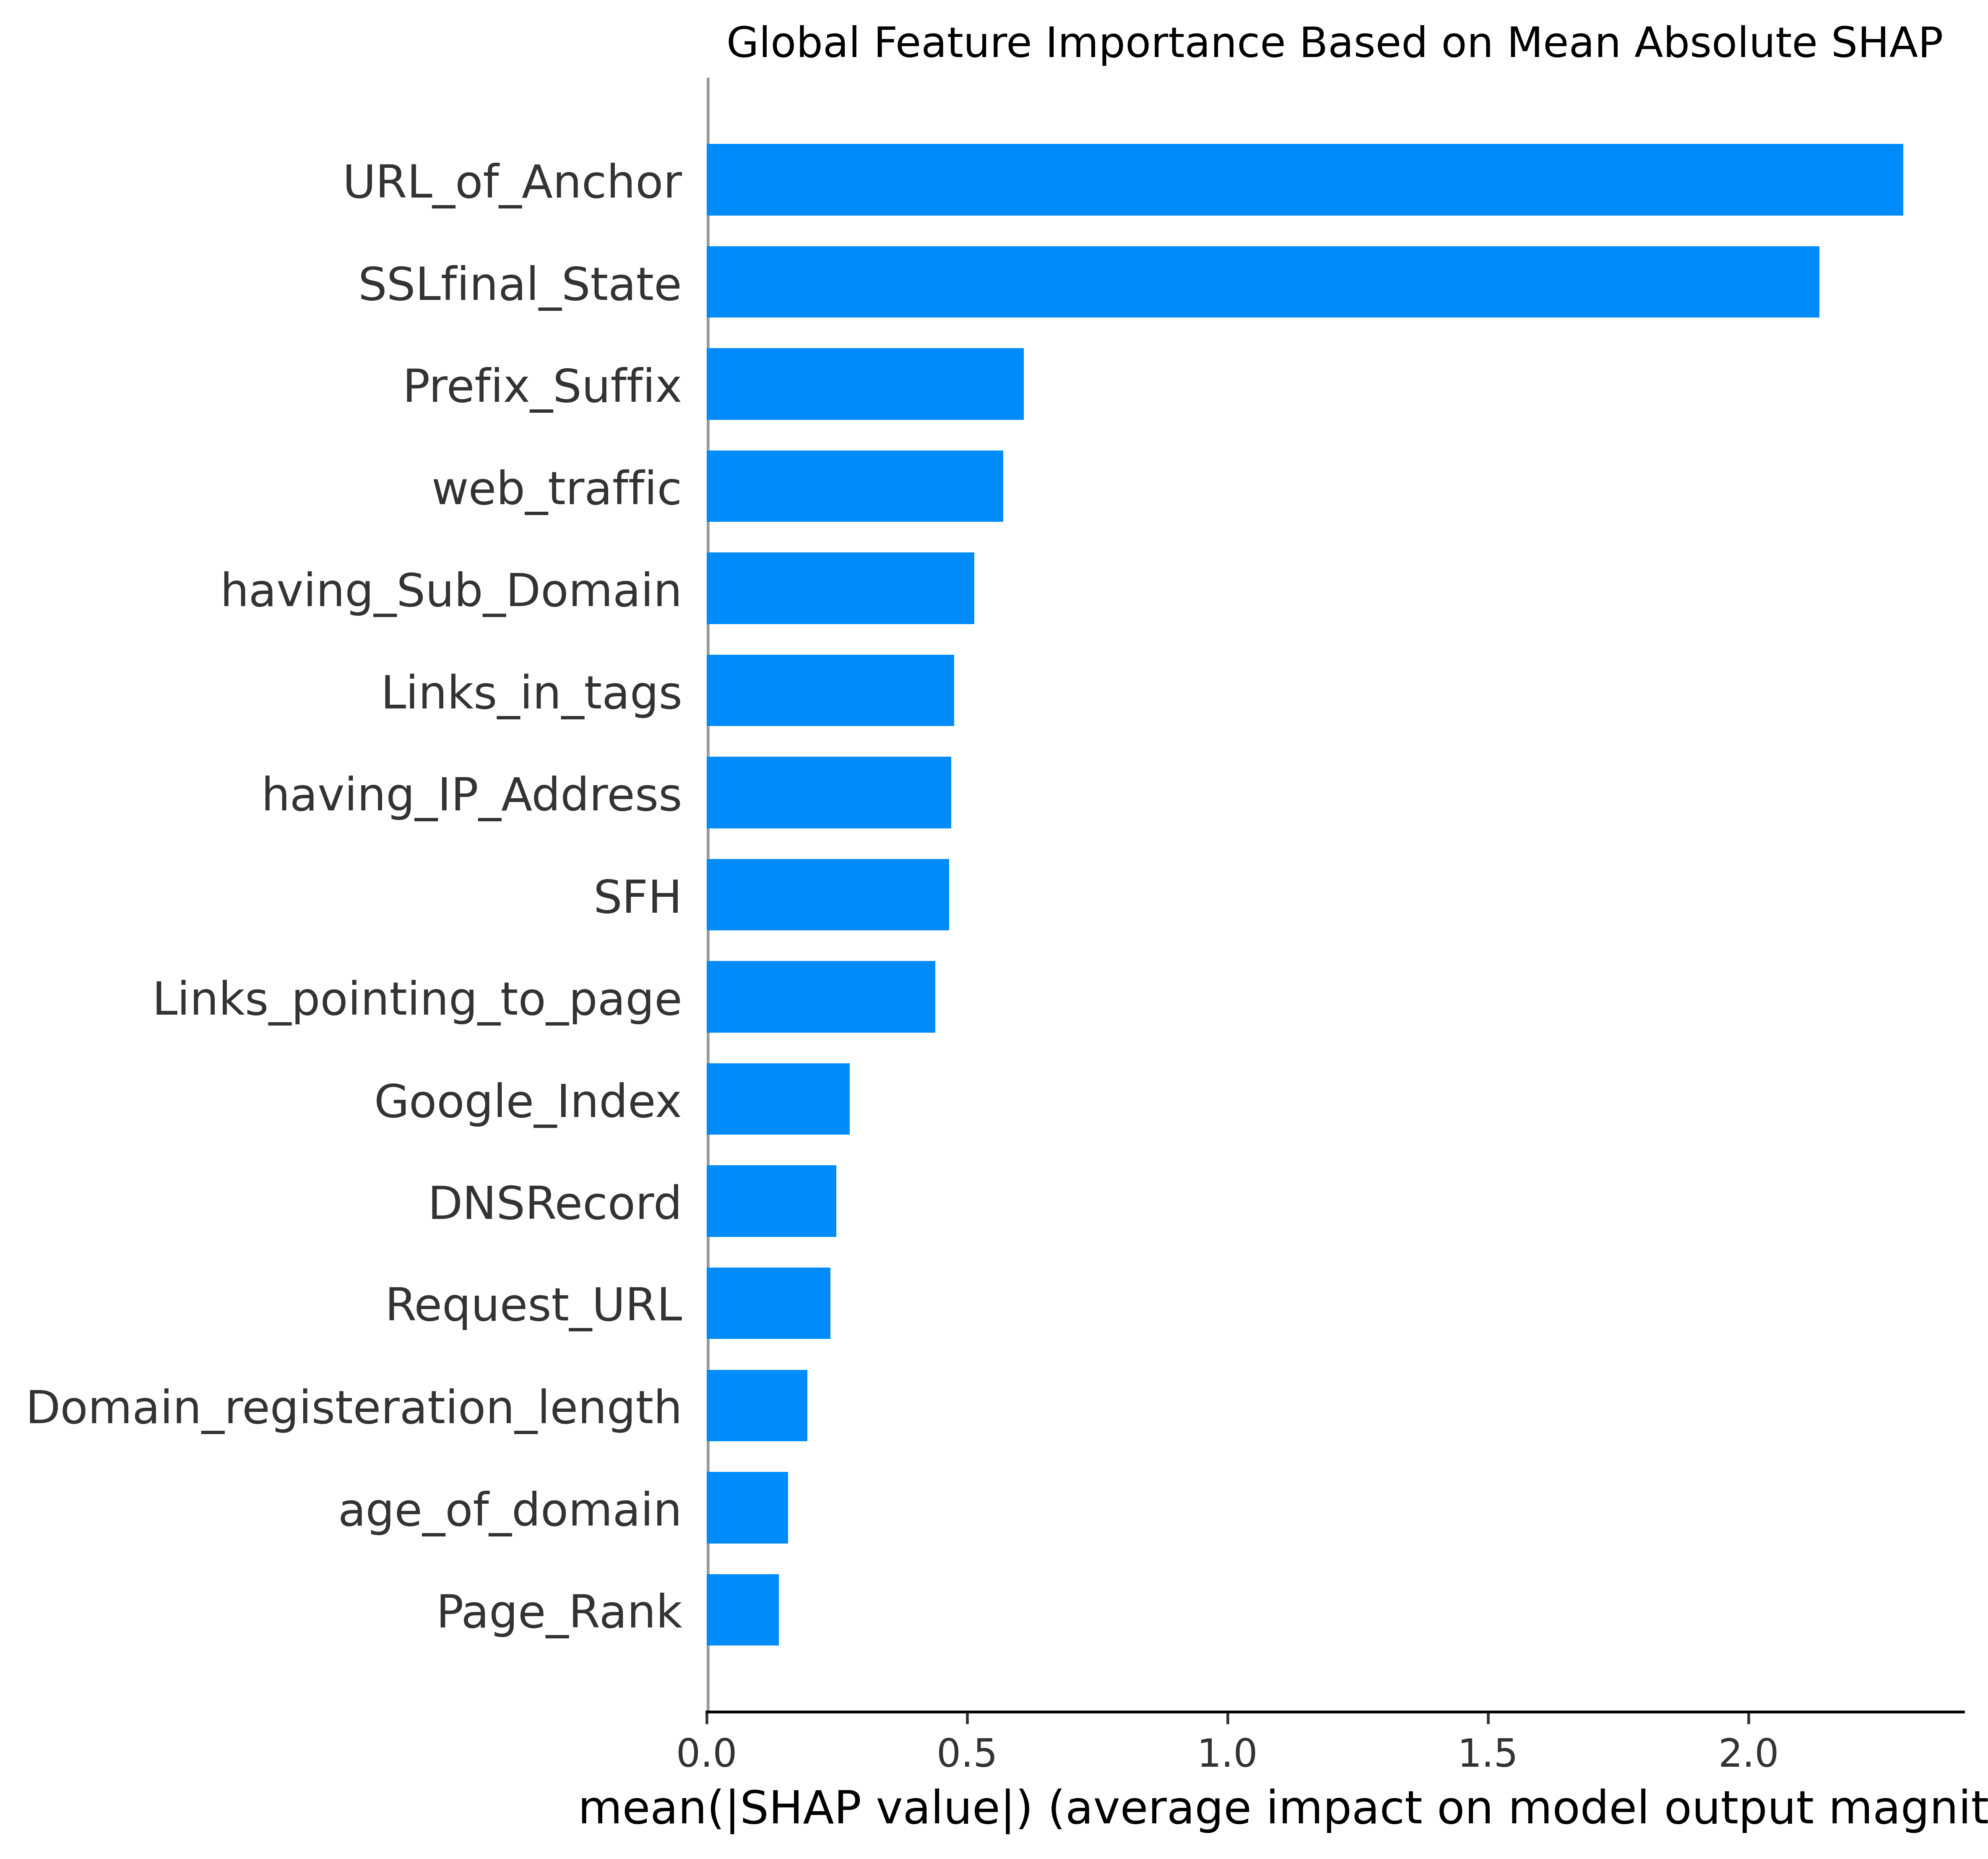 Global Feature Importance Based on Mean Absolute SHAP
URL_of_Anchor
SSLfinal_State
Prefix_Suffix
web_traffic
having_Sub_Domain
Links_in_tags
having_IP_Address
SFH
Links_pointing_to_page
Google_Index
DNSRecord
Request_URL
Domain_registeration_length
age_of_domain
Page_Rank
0.0 0.5 1.0 1.5 2.0
mean(|SHAP value|) (average impact on model output magnit